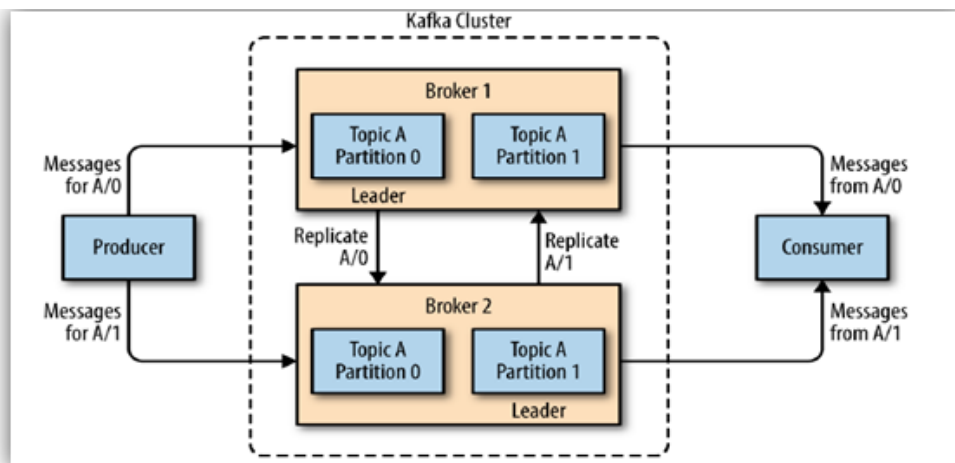 Kafka Cluster
Broker 1
Topic A
Partition 0
Topic A
Partition 1
Leader
Messages
for A/0
Messages
from A/0
Producer
Replicate
A/0
Replicate
A/1
Consumer
Messages
for A/1
Messages
from A/1
Broker 2
Topic A
Partition 0
Topic A
Partition 1
Leader